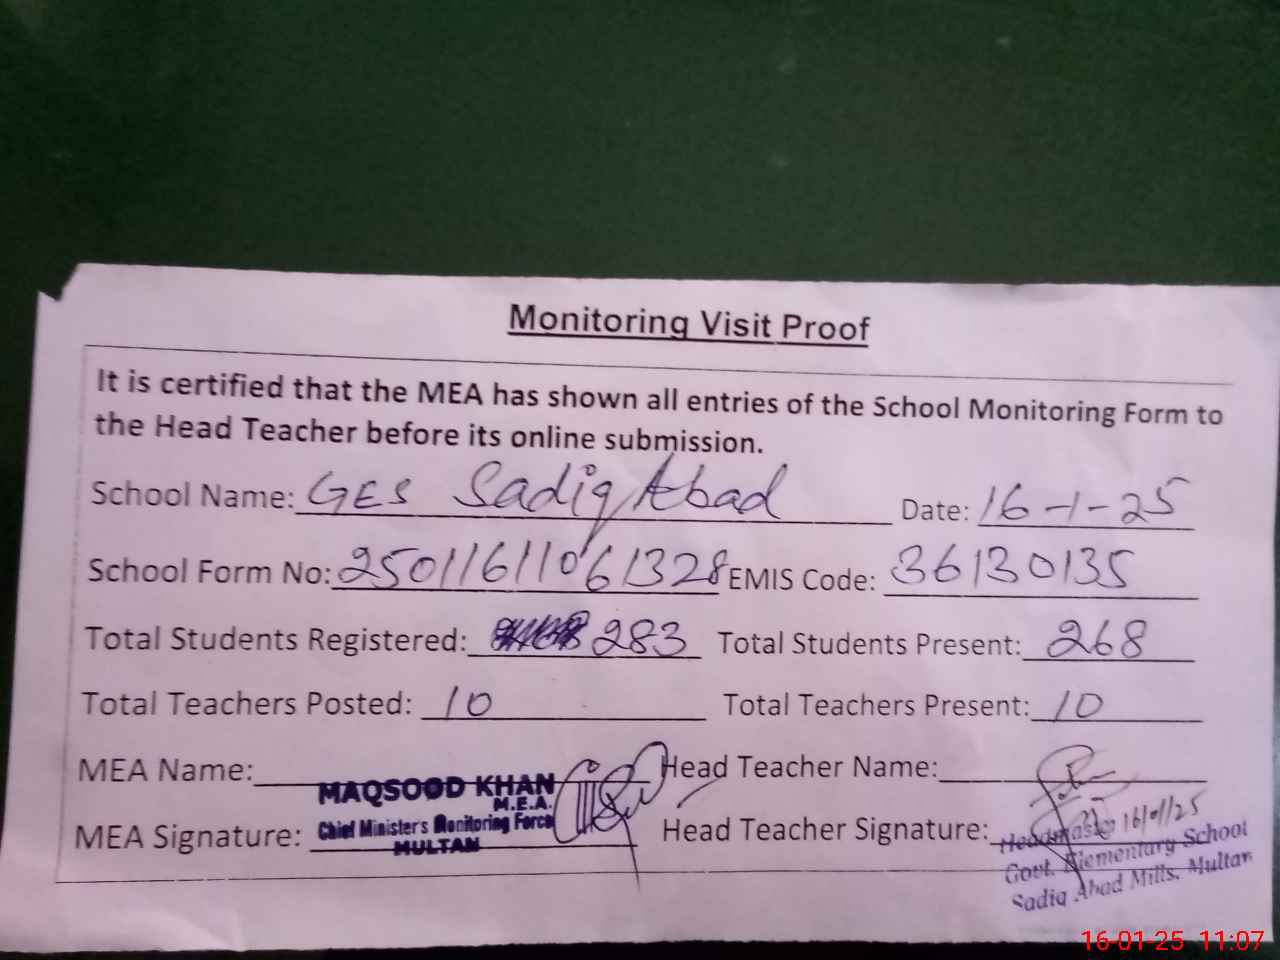 Monitoring Visit Proof
It is certified that the MEA has shown all entries of the School Monitoring Form to
the Head Teacher before its online submission.
School Name: GES Sadiq Abad Date: 16-1-25
School Form No: 25011611061328 EMIS Code: 36130135
Total Students Registered: 283 Total Students Present: 268
Total Teachers Posted: 10 Total Teachers Present: 10
MEA Name: Head Teacher Name:
MAQSOOD KHAN
M.E.A.
MEA Signature: Chief Minister's Monitoring Force Head Teacher Signature:
MULTAN
Headmaster 16/01/25
Govt. Elementary School
Sadiq Abad Mills, Multan
16-01-25 11:07